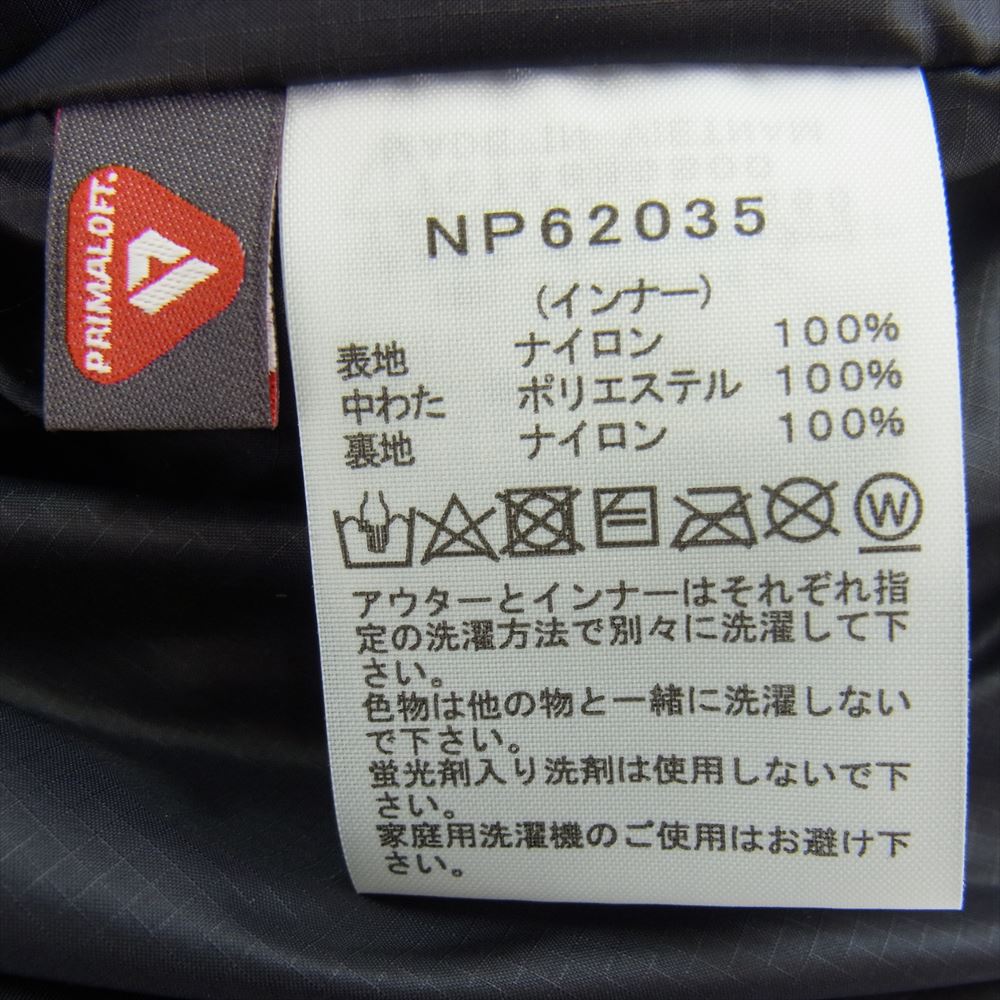 PRIMALOFT.
NP62035
(インナー)
表地 ナイロン 100%
中わた ポリエステル 100%
裏地 ナイロン 100%
W
アウターとインナーはそれぞれ指
定の洗濯方法で別々に洗濯して下
さい。
色物は他の物と一緒に洗濯しない
で下さい。
蛍光剤入り洗剤は使用しないで下
さい。
家庭用洗濯機のご使用はお避け下
さい。